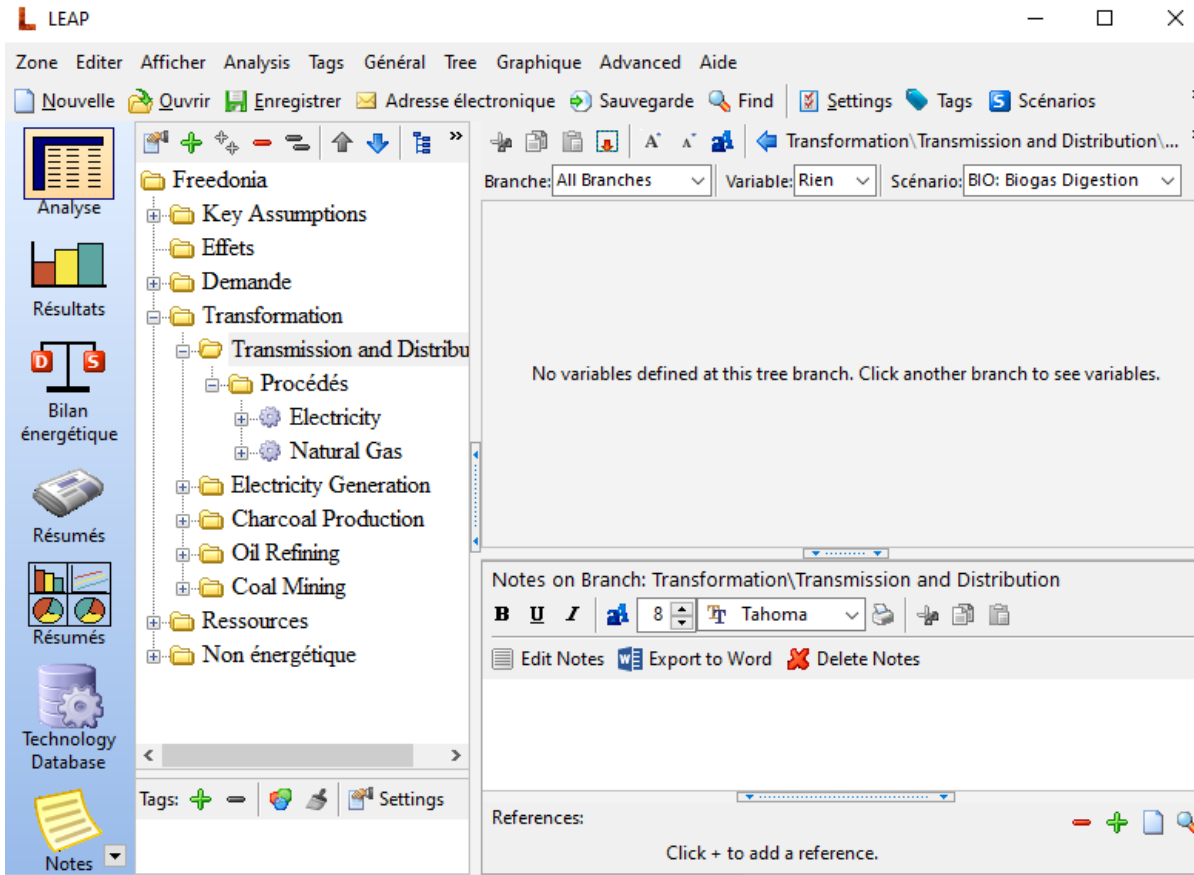 LEAP
Zone Editer Afficher Analysis Tags Général Tree Graphique Advanced Aide
Nouvelle Ouvrir Enregistrer Adresse électronique Sauvegarde Find Settings Tags Scénarios
Analyse
Résultats
Bilan
énergétique
Résumés
Résumés
Technology
Database
Notes
Freedonia
Key Assumptions
Effets
Demande
Transformation
Transmission and Distribu
Procédés
Electricity
Natural Gas
Electricity Generation
Charcoal Production
Oil Refining
Coal Mining
Ressources
Non énergétique
Tags: Settings
Transformation\Transmission and Distribution\...
Branche: All Branches Variable: Rien Scénario: BIO: Biogas Digestion
No variables defined at this tree branch. Click another branch to see variables.
Notes on Branch: Transformation\Transmission and Distribution
B U I 8 Tahoma
Edit Notes Export to Word Delete Notes
References:
Click + to add a reference.